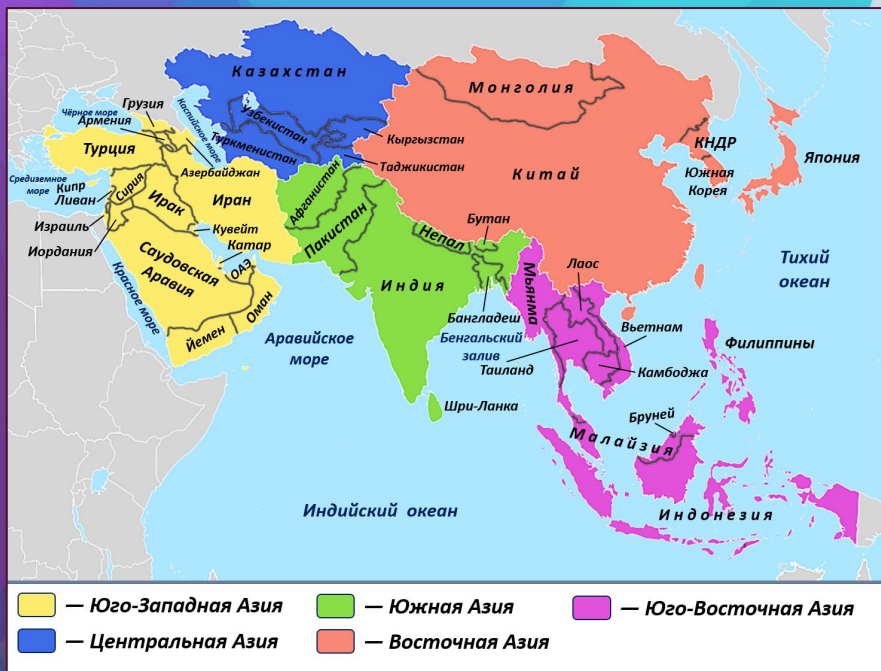 Казахстан
Монголия
Грузия
Чёрное море
Армения
Каспийское море
Узбекистан
Туркменистан
Кыргызстан
Таджикистан
Турция
Азербайджан
КНДР
Япония
Южная
Корея
Китай
Средиземное
море
Кипр
Ливан
Сирия
Ирак
Иран
Афганистан
Пакистан
Израиль
Иордания
Кувейт
Катар
Непал
Бутан
Саудовская
Аравия
ОАЭ
Оман
Йемен
Красное море
Индия
Мьянма
Лаос
Тихий
океан
Аравийское
море
Бангладеш
Бенгальский
залив
Таиланд
Вьетнам
Камбоджа
Филиппины
Шри-Ланка
Бруней
Малайзия
Индийский океан
Индонезия
— Юго-Западная Азия
— Южная Азия
— Юго-Восточная Азия
— Центральная Азия
— Восточная Азия